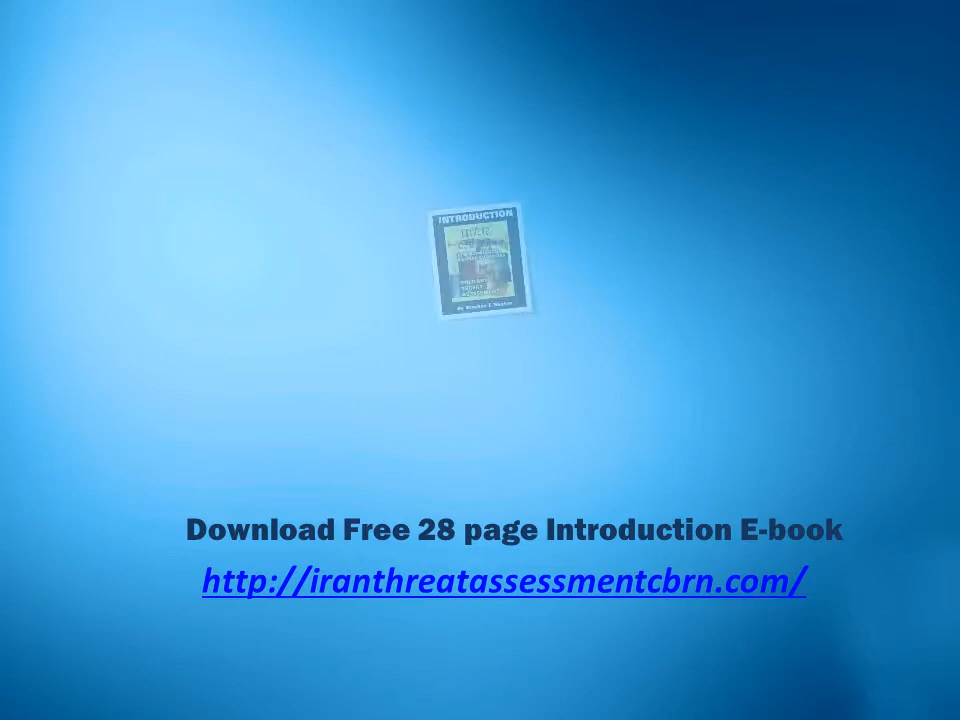 INTRODUCTION
Download Free 28 page Introduction E-book
http://iranthreatassessmentcbrn.com/